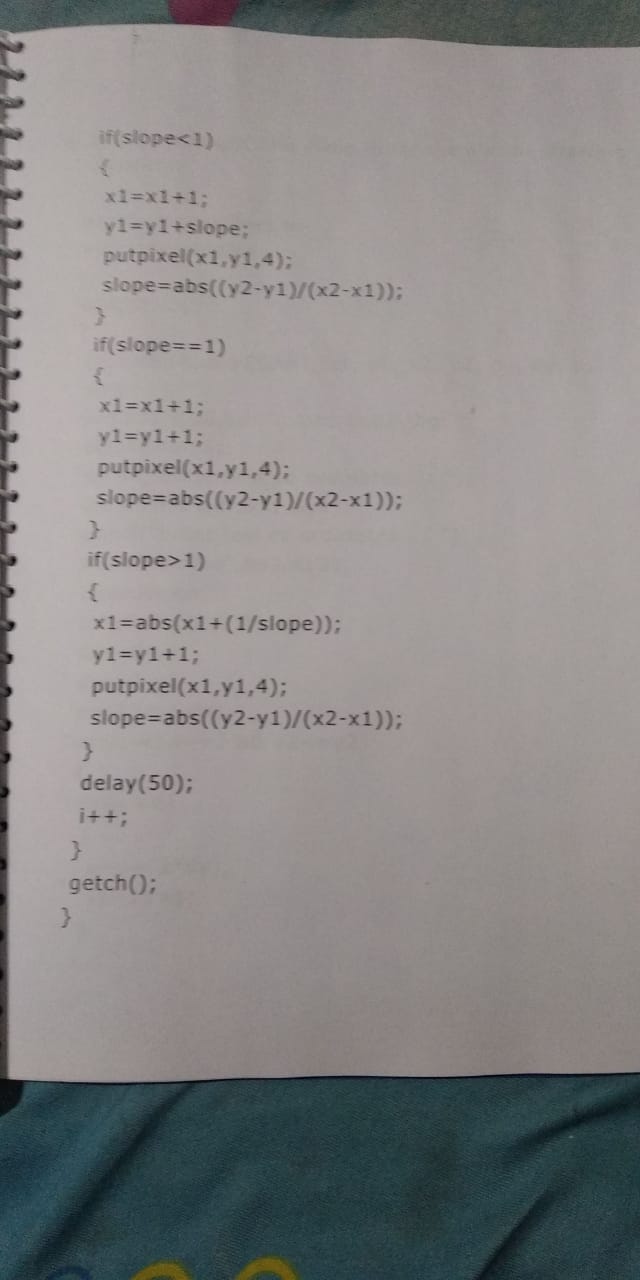 if(slope<1)
{
x1=x1+1;
y1=y1+slope;
putpixel(x1,y1,4);
slope=abs((y2-y1)/(x2-x1));
}
if(slope==1)
{
x1=x1+1;
y1=y1+1;
putpixel(x1,y1,4);
slope=abs((y2-y1)/(x2-x1));
}
if(slope>1)
{
x1=abs(x1+(1/slope));
y1=y1+1;
putpixel(x1,y1,4);
slope=abs((y2-y1)/(x2-x1));
}
delay(50);
i++;
}
getch();
}